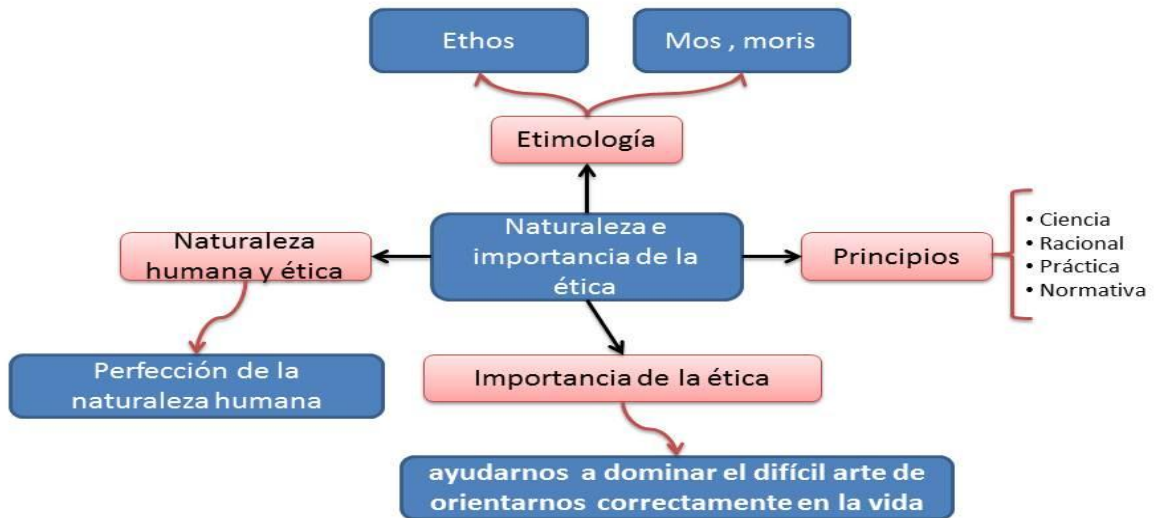 Ethos
Mos , moris
Etimología
Naturaleza e
importancia de la
ética
Naturaleza
humana y ética
Perfección de la
naturaleza humana
Principios
• Ciencia
• Racional
• Práctica
• Normativa
Importancia de la ética
ayudarnos a dominar el difícil arte de
orientarnos correctamente en la vida